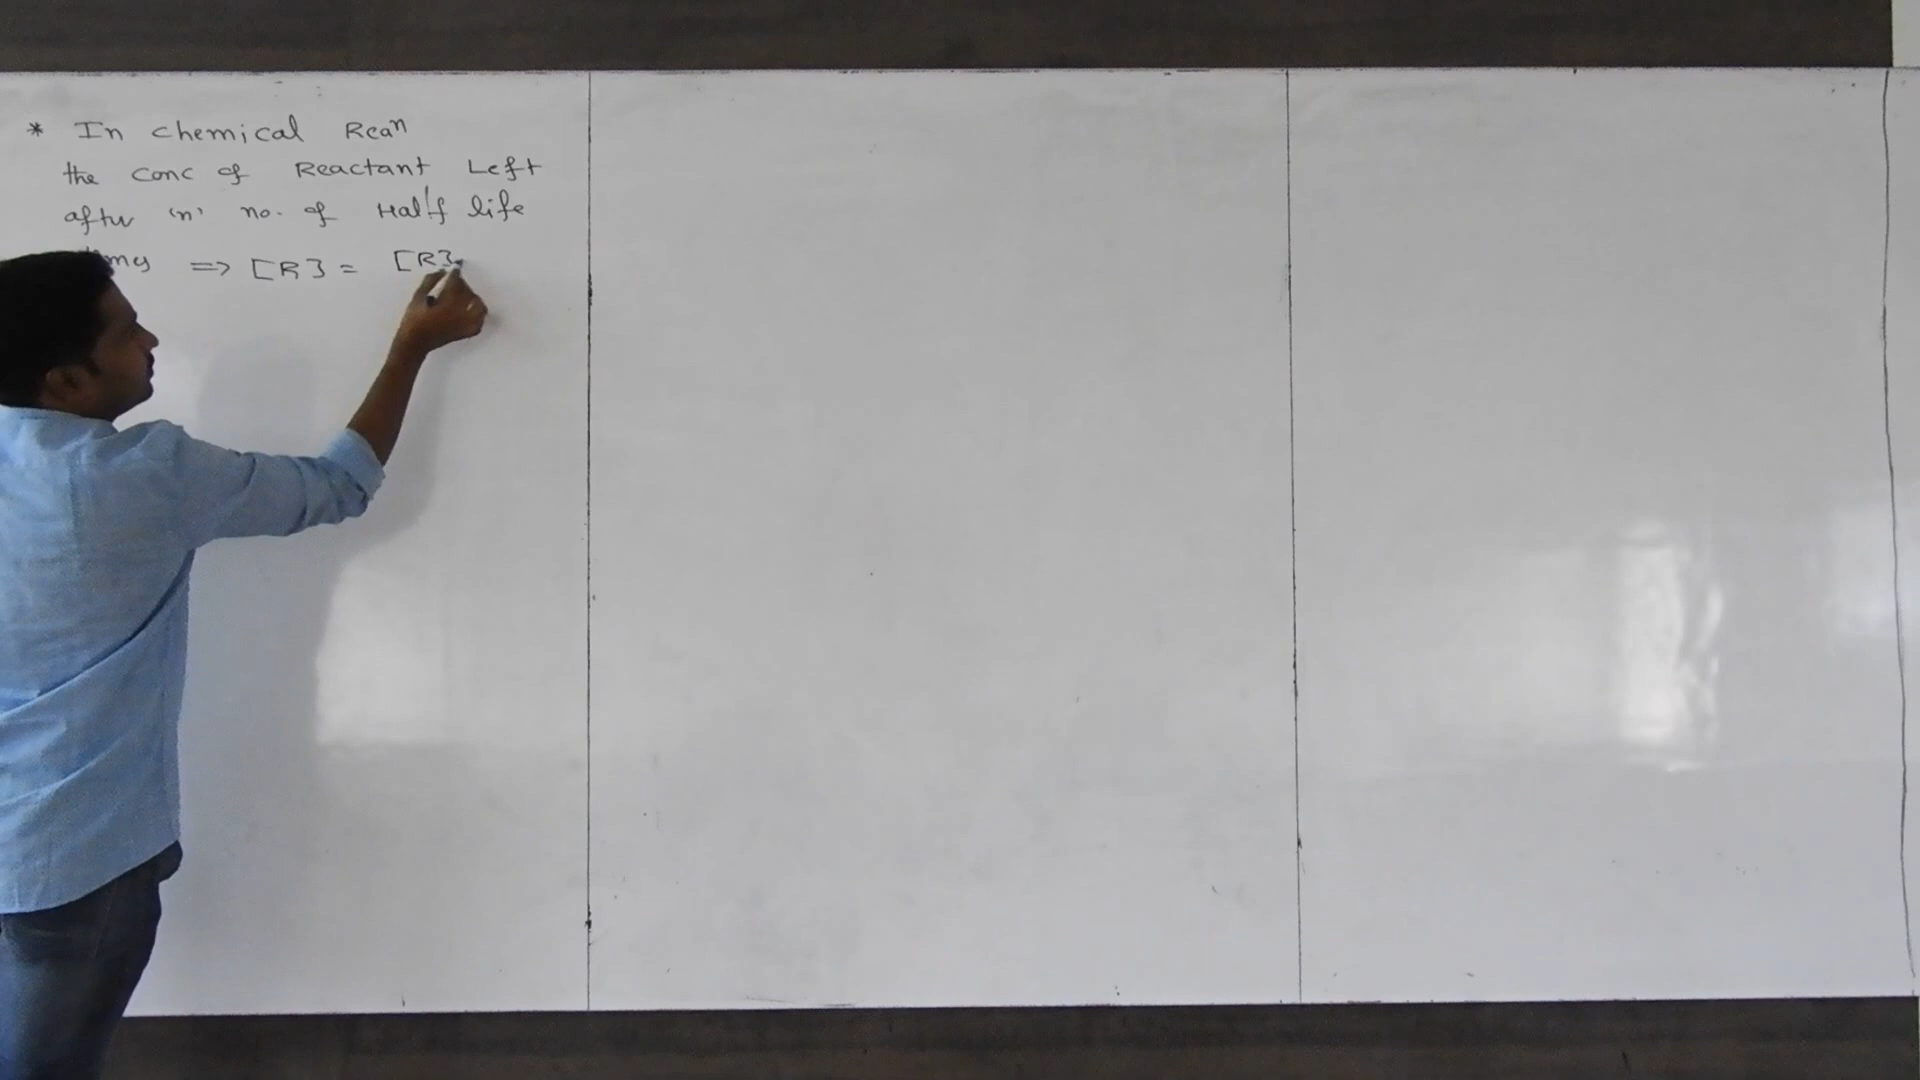 * In chemical Reaⁿ
the conc of Reactant Left
after 'n' no. of Half life
=> [R] = [R]